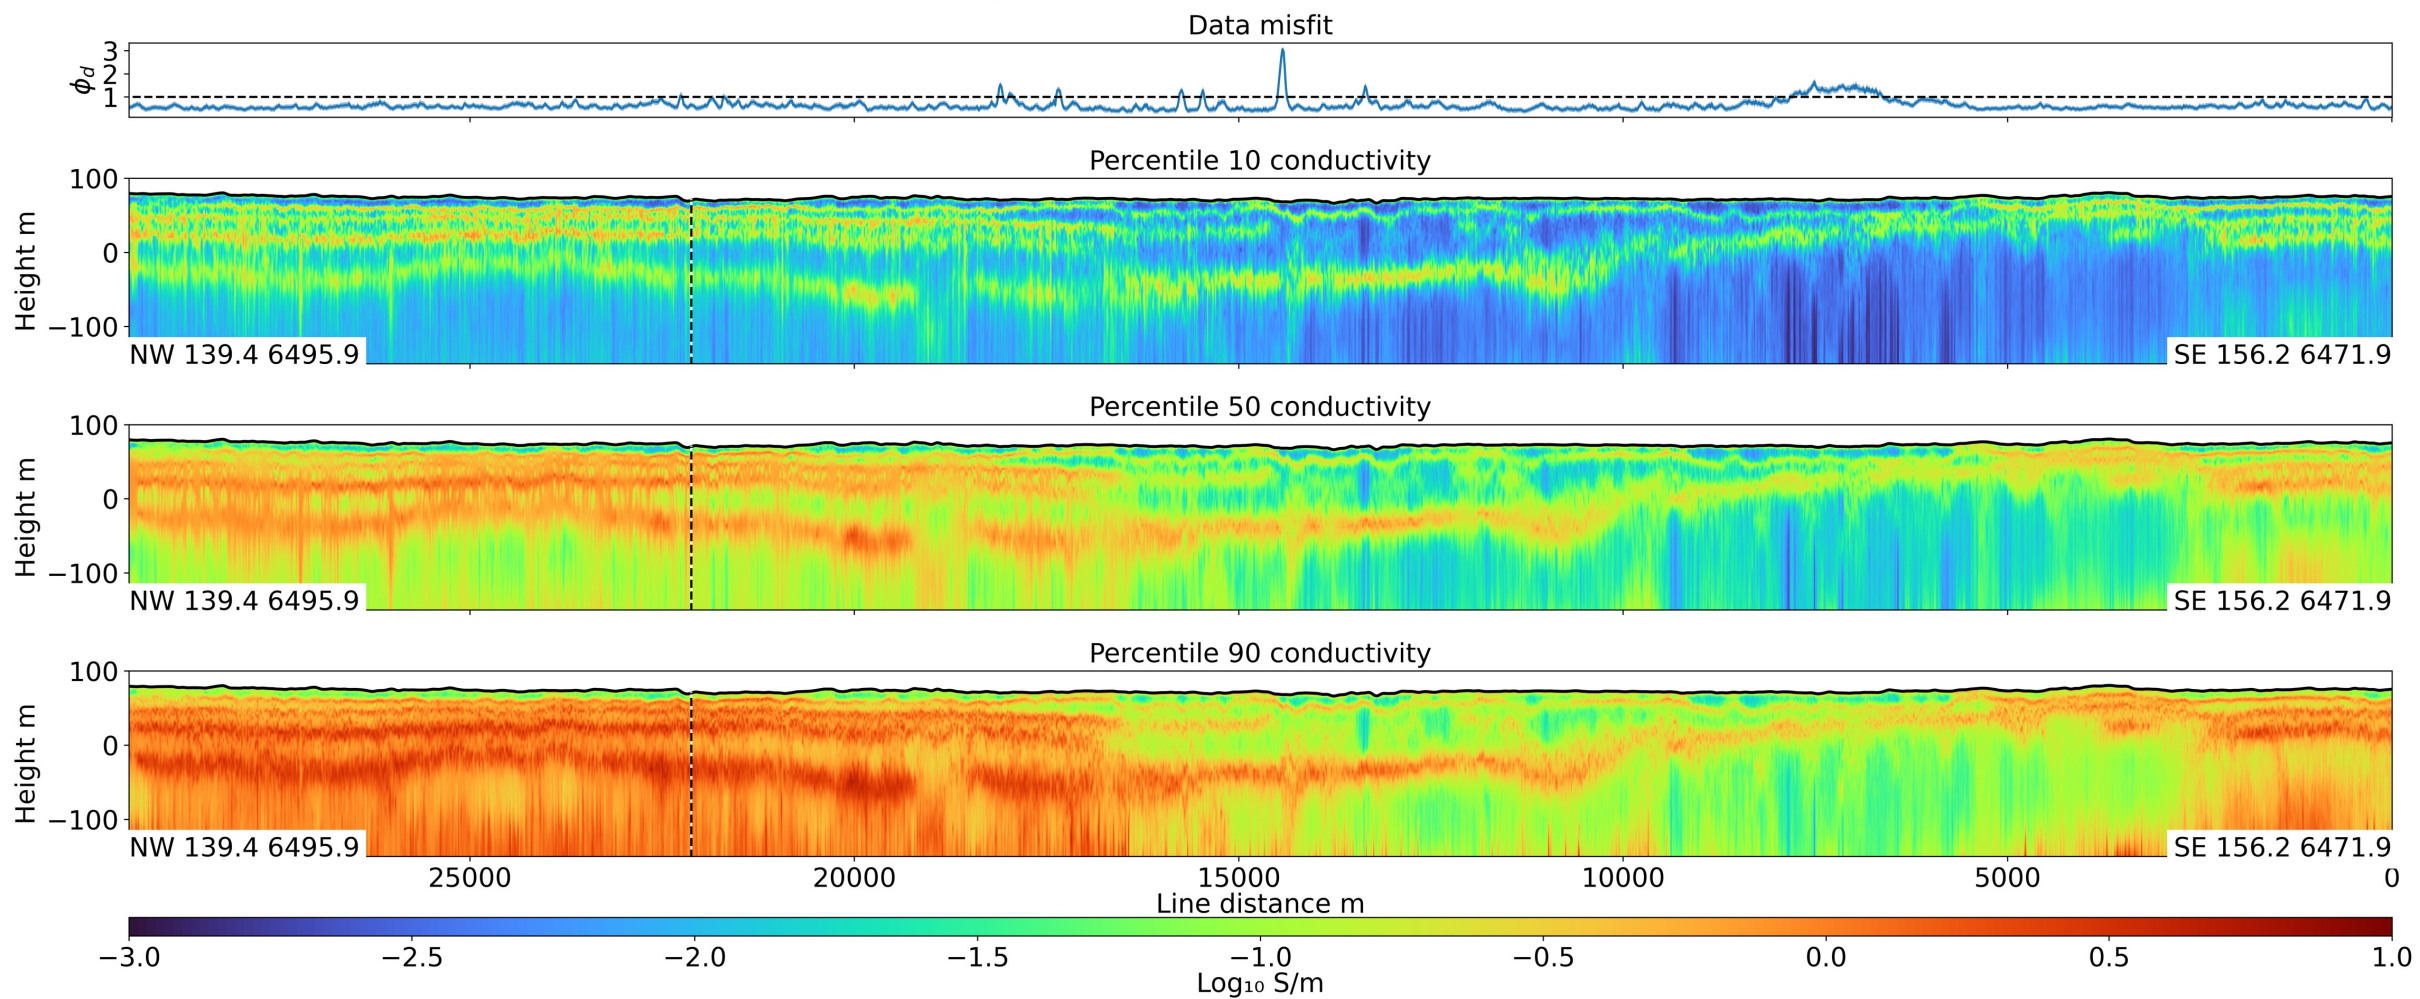 Data misfit
3
2
1
ϕd
Percentile 10 conductivity
100
0
−100
Height m
NW 139.4 6495.9
SE 156.2 6471.9
Percentile 50 conductivity
100
0
−100
Height m
NW 139.4 6495.9
SE 156.2 6471.9
Percentile 90 conductivity
100
0
−100
Height m
NW 139.4 6495.9
SE 156.2 6471.9
25000 20000 15000 10000 5000 0
Line distance m
−3.0 −2.5 −2.0 −1.5 −1.0 −0.5 0.0 0.5 1.0
Log₁₀ S/m